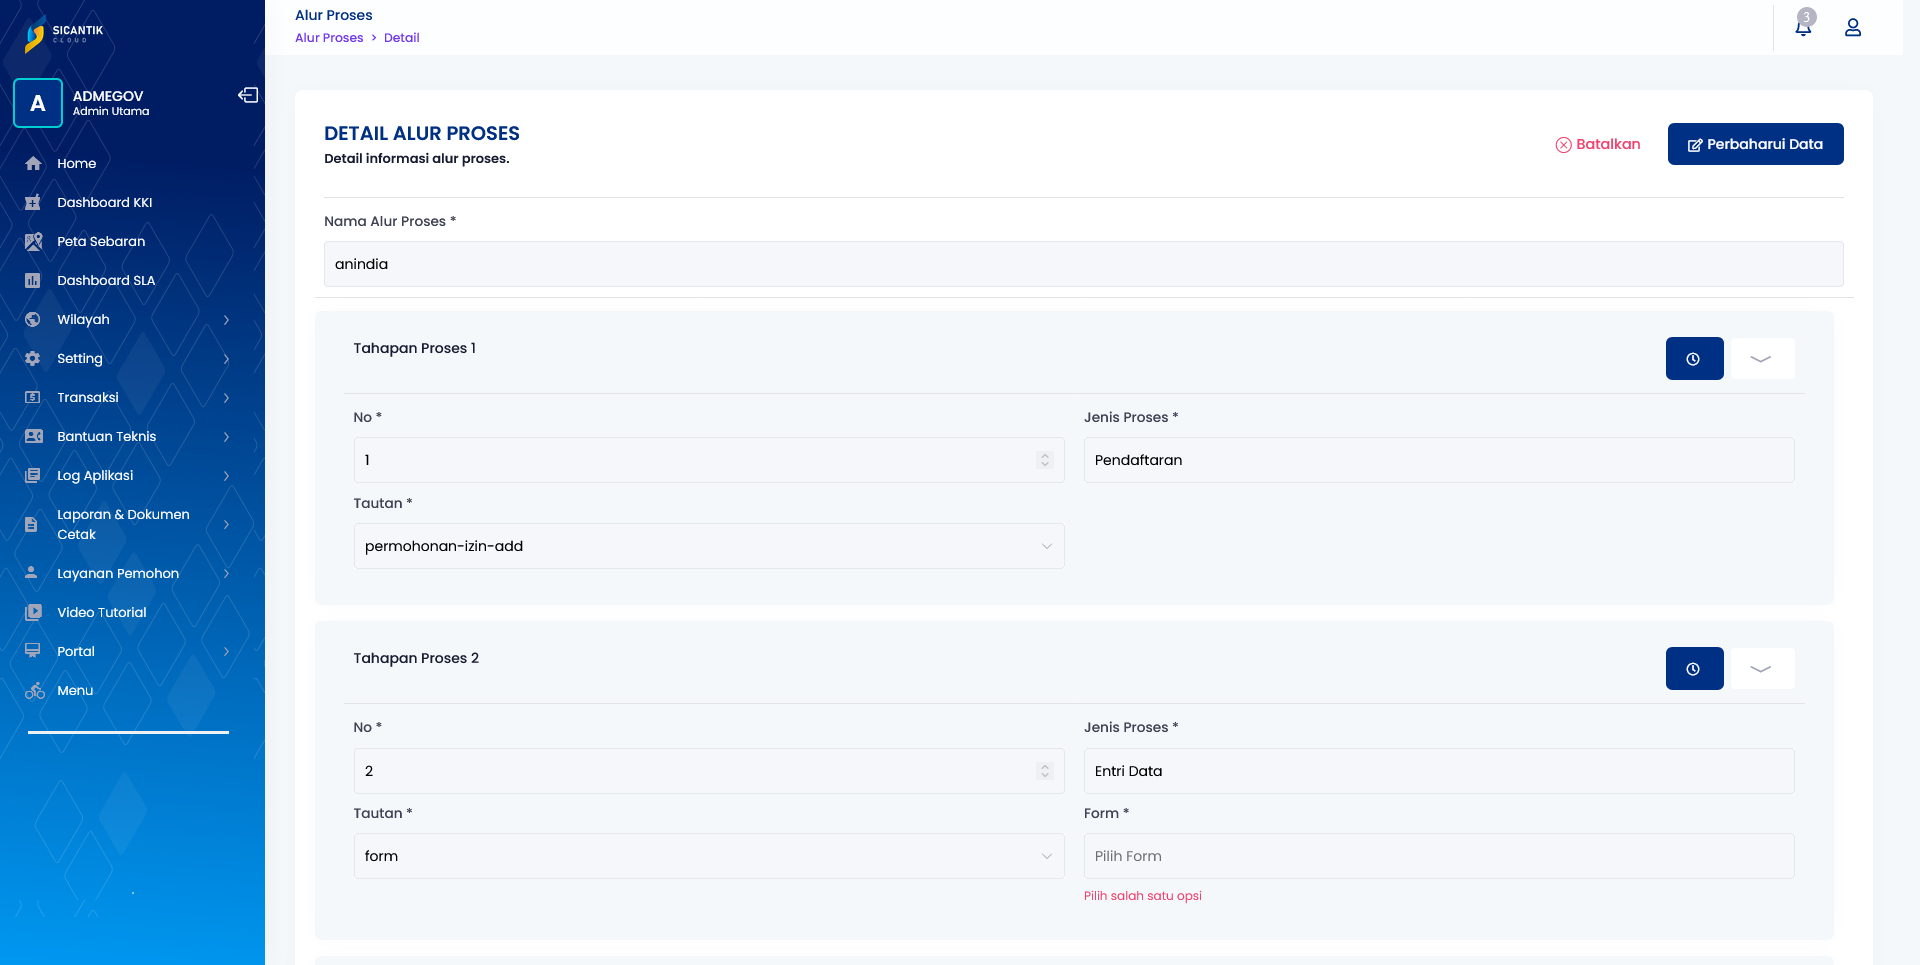 SICANTIK
CLOUD
A
ADMEGOV
Admin Utama
Home
Dashboard KKI
Peta Sebaran
Dashboard SLA
Wilayah
Setting
Transaksi
Bantuan Teknis
Log Aplikasi
Laporan & Dokumen
Cetak
Layanan Pemohon
Video Tutorial
Portal
Menu
Alur Proses
Alur Proses > Detail
3
DETAIL ALUR PROSES
Detail informasi alur proses.
Batalkan
Perbaharui Data
Nama Alur Proses *
anindia
Tahapan Proses 1
No *
Jenis Proses *
1
Pendaftaran
Tautan *
permohonan-izin-add
Tahapan Proses 2
No *
Jenis Proses *
2
Entri Data
Tautan *
Form *
form
Pilih Form
Pilih salah satu opsi